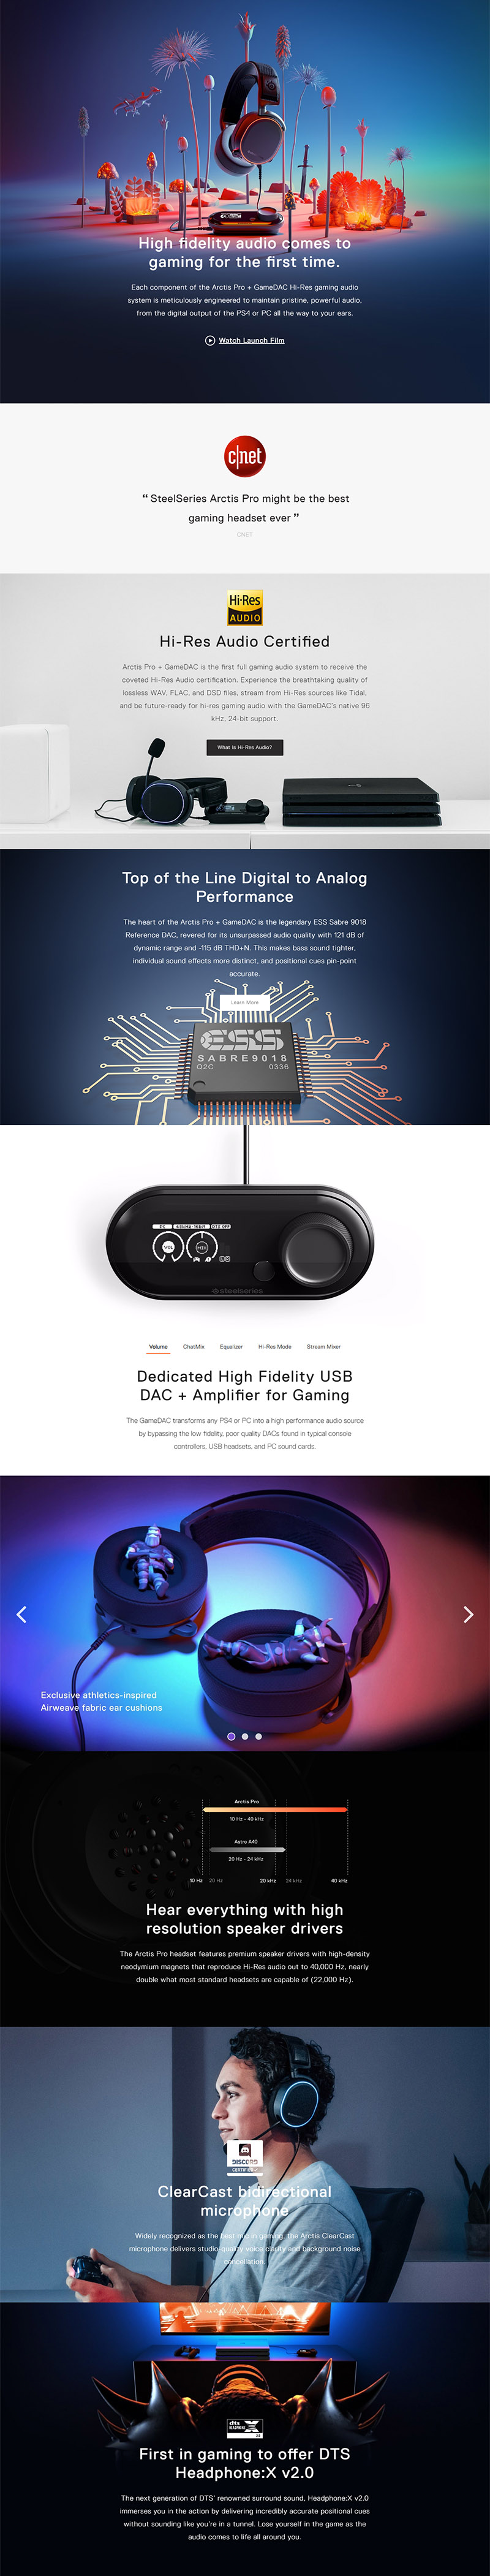 High fidelity audio comes to
gaming for the first time.
Each component of the Arctis Pro + GameDAC Hi-Res gaming audio
system is meticulously engineered to maintain pristine, powerful audio,
from the digital output of the PS4 or PC all the way to your ears.
Watch Launch Film
c|net
“ SteelSeries Arctis Pro might be the best
gaming headset ever ”
CNET
Hi-Res
AUDIO
Hi-Res Audio Certified
Arctis Pro + GameDAC is the first full gaming audio system to receive the
coveted Hi-Res Audio certification. Experience the breathtaking quality of
lossless WAV, FLAC, and DSD files, stream from Hi-Res sources like Tidal,
and be future-ready for hi-res gaming audio with the GameDAC's native 96
kHz, 24-bit support.
What Is Hi-Res Audio?
Top of the Line Digital to Analog
Performance
The heart of the Arctis Pro + GameDAC is the legendary ESS Sabre 9018
Reference DAC, revered for its unsurpassed audio quality with 121 dB of
dynamic range and -115 dB THD+N. This makes bass sound tighter,
individual sound effects more distinct, and positional cues pin-point
accurate.
Learn More
ESS
SABRE9018
Q2C 0336
PC DTS OFF
VOL MIX
steelseries
Volume ChatMix Equalizer Hi-Res Mode Stream Mixer
Dedicated High Fidelity USB
DAC + Amplifier for Gaming
The GameDAC transforms any PS4 or PC into a high performance audio source
by bypassing the low fidelity, poor quality DACs found in typical console
controllers, USB headsets, and PC sound cards.
Exclusive athletics-inspired
Airweave fabric ear cushions
Arctis Pro
10 Hz - 40 kHz
Astro A40
20 Hz - 24 kHz
10 Hz 20 Hz 20 kHz 24 kHz 40 kHz
Hear everything with high
resolution speaker drivers
The Arctis Pro headset features premium speaker drivers with high-density
neodymium magnets that reproduce Hi-Res audio out to 40,000 Hz, nearly
double what most standard headsets are capable of (22,000 Hz).
DISCORD
CERTIFIED
ClearCast bidirectional
microphone
Widely recognized as the best mic in gaming, the Arctis ClearCast
microphone delivers studio-quality voice clarity and background noise
cancellation.
dts X
HEADPHONE
First in gaming to offer DTS
Headphone:X v2.0
The next generation of DTS' renowned surround sound, Headphone:X v2.0
immerses you in the action by delivering incredibly accurate positional cues
without sounding like you're in a tunnel. Lose yourself in the game as the
audio comes to life all around you.